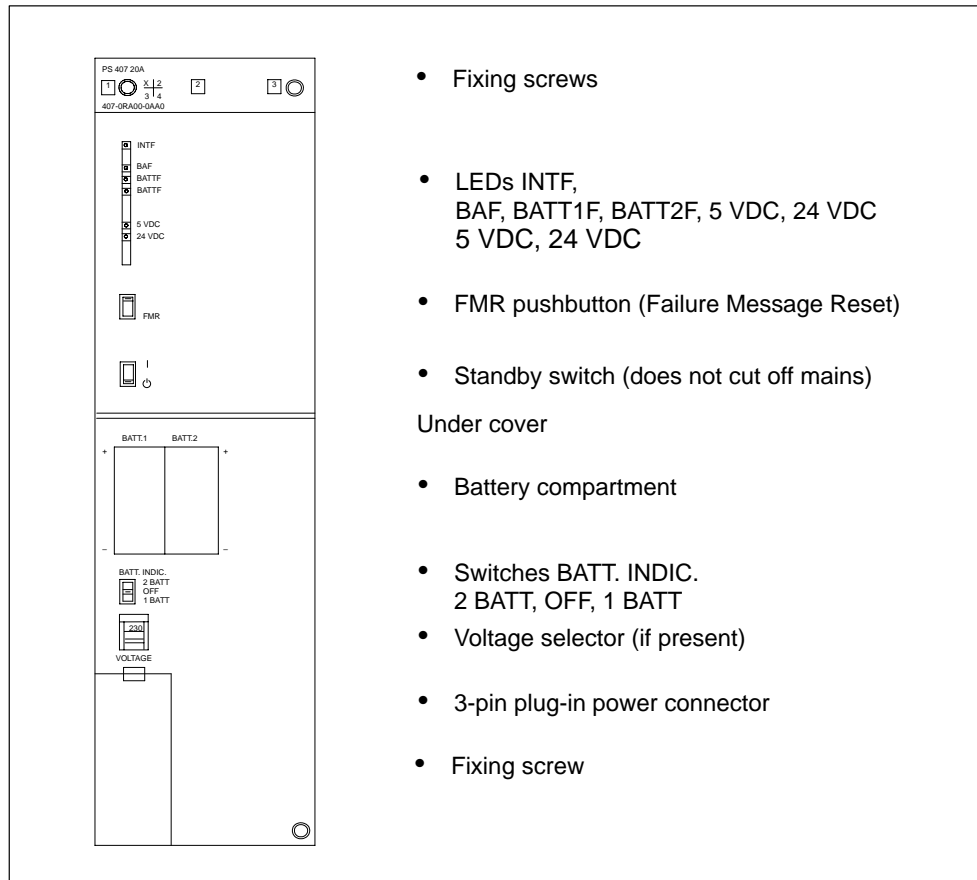 PS 407 20A
1 X 2 2 3
3 4
407-0RA00-0AA0
INTF
BAF
BATTF
BATTF
5 VDC
24 VDC
FMR
I
BATT.1 BATT.2
+ +
– –
BATT. INDIC.
2 BATT
OFF
1 BATT
230
VOLTAGE
• Fixing screws
• LEDs INTF,
BAF, BATT1F, BATT2F, 5 VDC, 24 VDC
5 VDC, 24 VDC
• FMR pushbutton (Failure Message Reset)
• Standby switch (does not cut off mains)
Under cover
• Battery compartment
• Switches BATT. INDIC.
2 BATT, OFF, 1 BATT
• Voltage selector (if present)
• 3-pin plug-in power connector
• Fixing screw